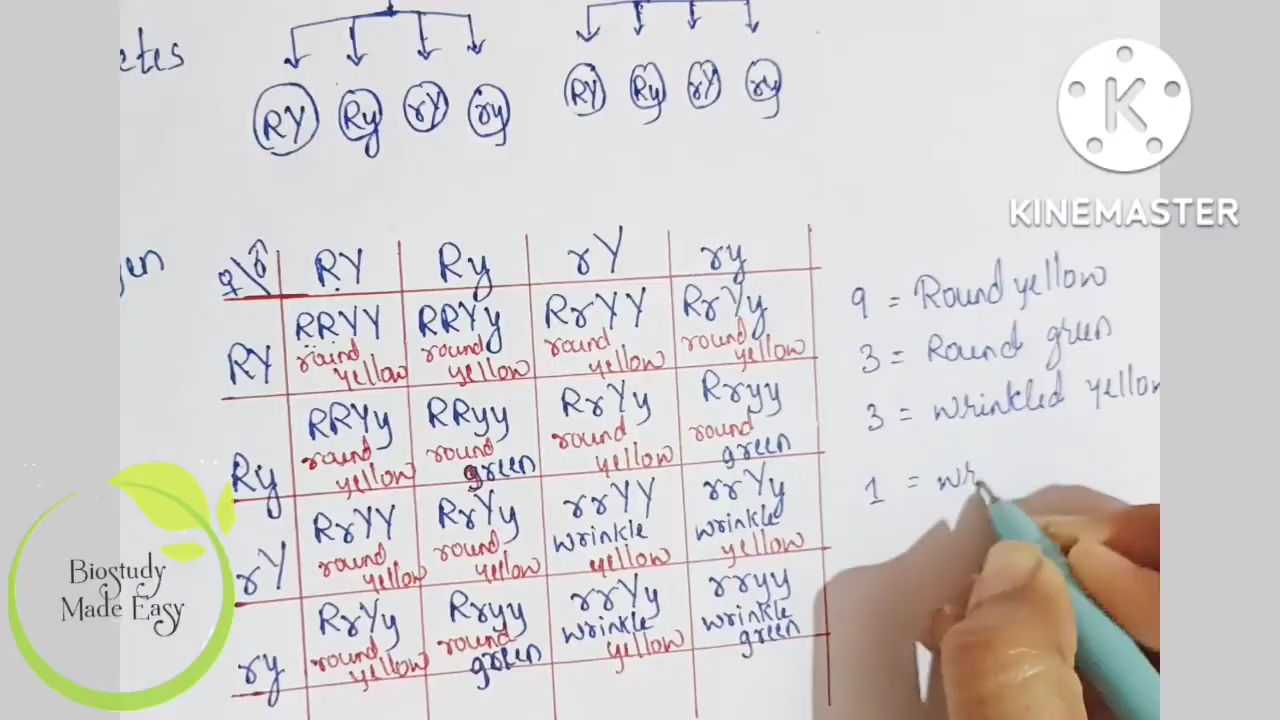 etes
RY Ry rY ry RY Ry rY ry
KINEMASTER
gen
♀ ♂ RY Ry rY ry
RY RRYY RRYy RrYY RrYy
round yellow round yellow round yellow round yellow
Ry RRYy RRyy RrYy Rryy
round yellow round green round yellow round green
rY RrYY RrYy rrYY rrYy
round yellow round yellow wrinkle yellow wrinkle yellow
ry RrYy Rryy rrYy rryy
round yellow round green wrinkle yellow wrinkle green
9 = Round yellow
3 = Round green
3 = wrinkled yellow
1 = wr
Biostudy
Made Easy